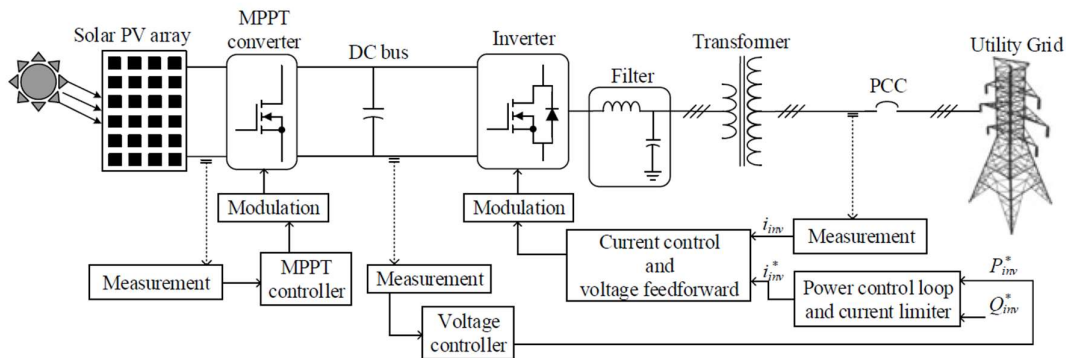 Solar PV array
MPPT
converter
DC bus
Inverter
Filter
Transformer
PCC
Utility Grid
Modulation
Modulation
Measurement
MPPT
controller
Measurement
Voltage
controller
Current control
and
voltage feedforward
i_inv
i*_inv
Measurement
Power control loop
and current limiter
P*_inv
Q*_inv